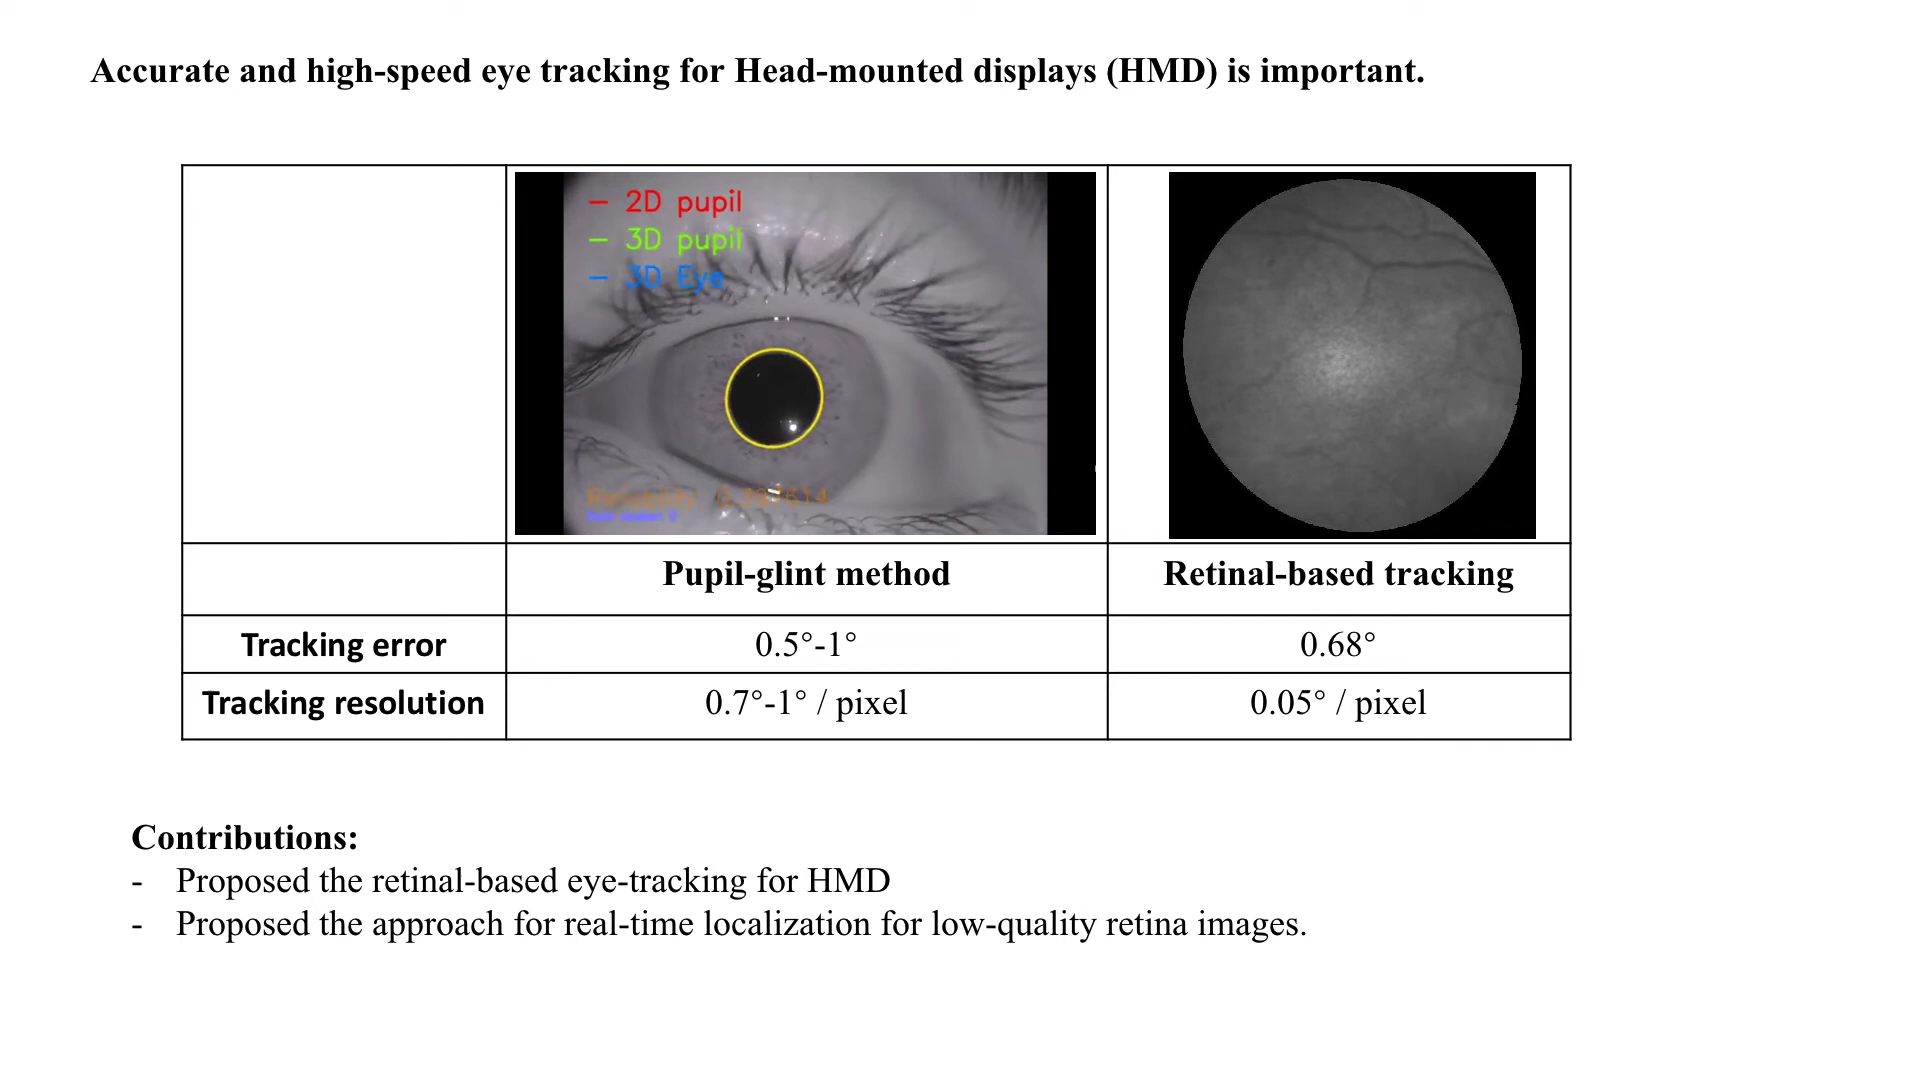 Accurate and high-speed eye tracking for Head-mounted displays (HMD) is important.
– 2D pupil
– 3D pupil
– 3D Eye
Reliability:
Pupil-glint method Retinal-based tracking
Tracking error 0.5°-1° 0.68°
Tracking resolution 0.7°-1° / pixel 0.05° / pixel
Contributions:
- Proposed the retinal-based eye-tracking for HMD
- Proposed the approach for real-time localization for low-quality retina images.